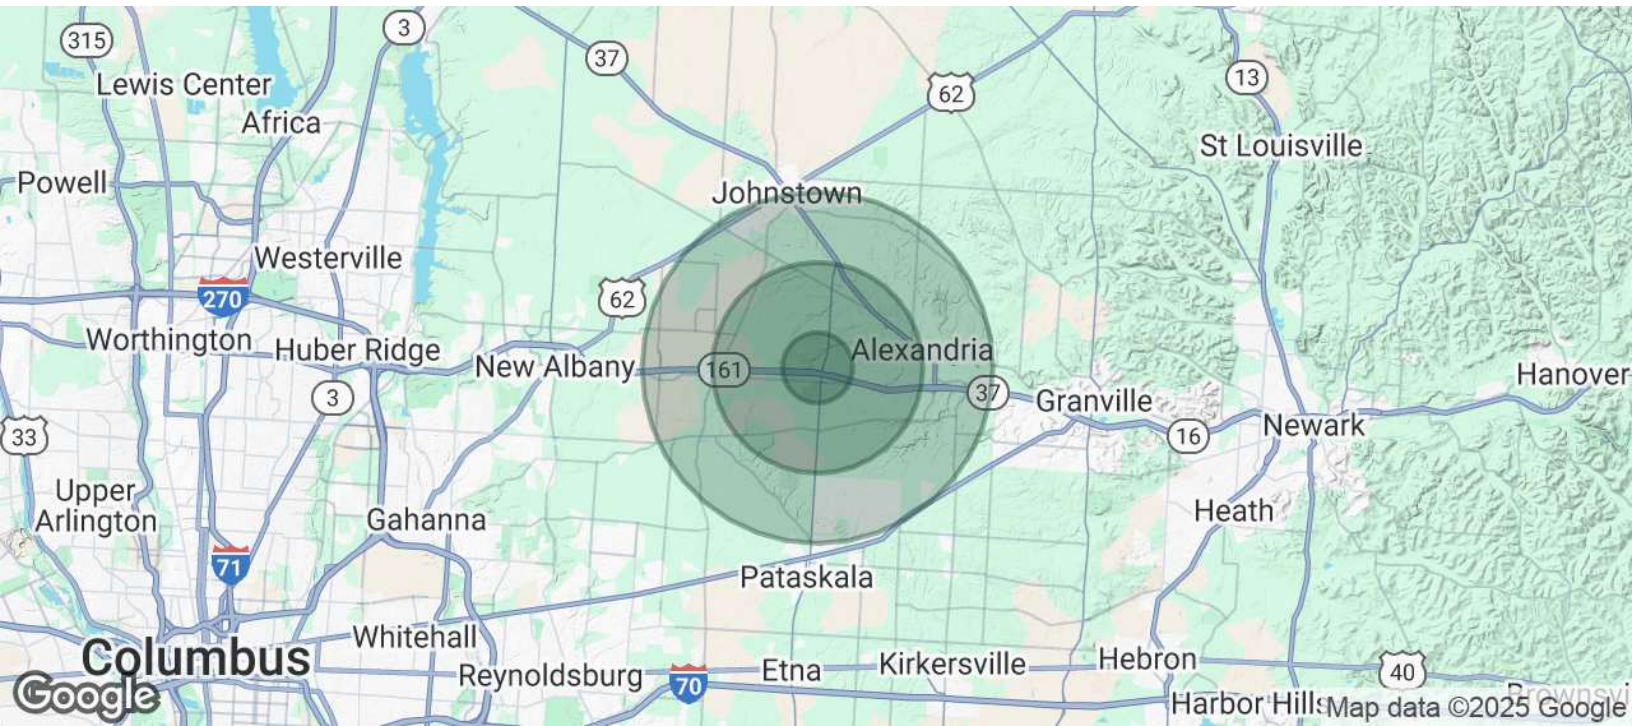 3
315
37
Lewis Center
62
13
Africa
St Louisville
Powell
Johnstown
Westerville
270
62
Worthington
Huber Ridge
Alexandria
New Albany
161
Hanover
3
37
Granville
33
16
Newark
Upper
Arlington
Gahanna
Heath
71
Pataskala
Whitehall
Columbus
Reynoldsburg
70
Etna
Kirkersville
Hebron
40
Google
Harbor Hills
Map data ©2025 Google